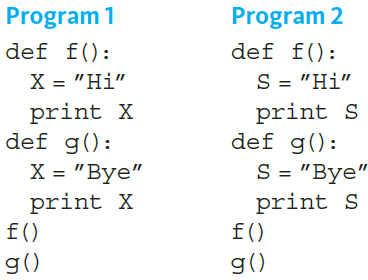 Program 1
def f():
  X = ”Hi”
  print X
def g():
  X = ”Bye”
  print X
f()
g()
Program 2
def f():
  S = ”Hi”
  print S
def g():
  S = ”Bye”
  print S
f()
g()